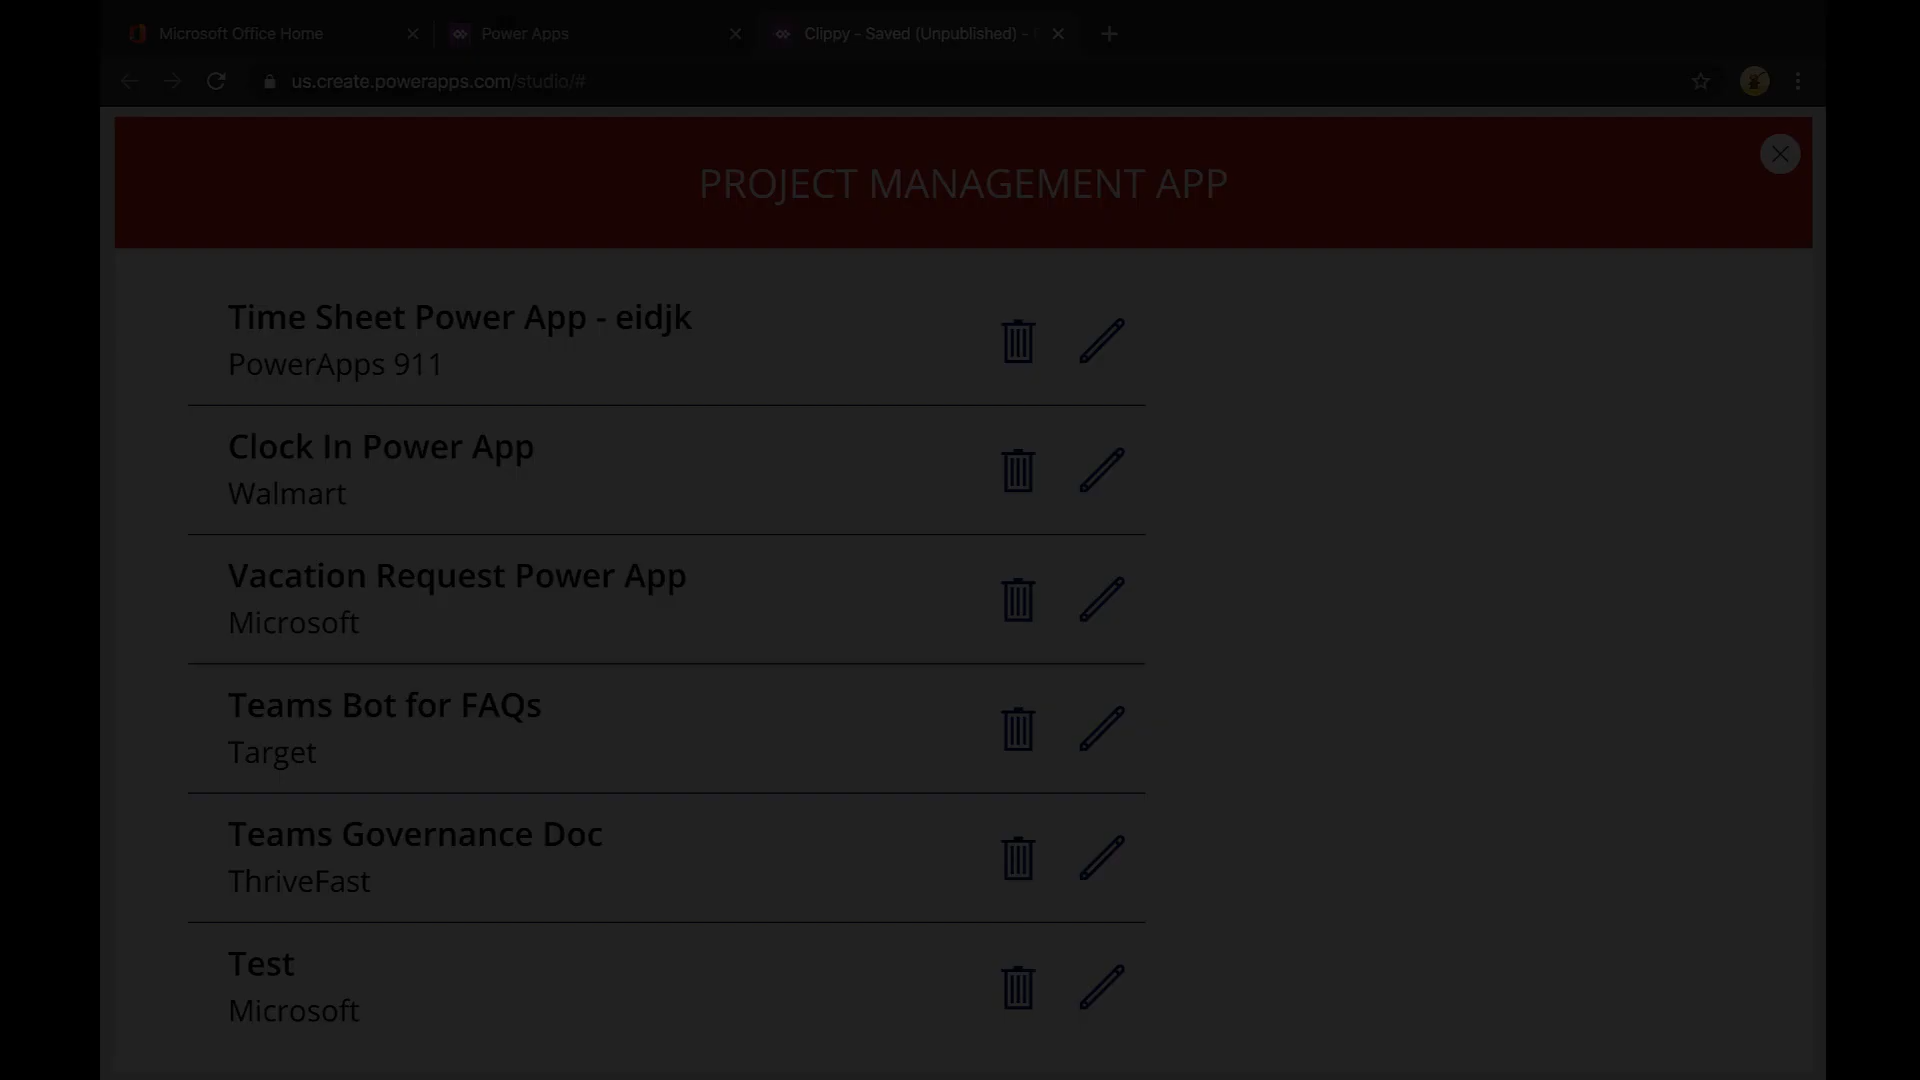 Microsoft Office Home
Power Apps
Clippy - Saved (Unpublished) -
us.create.powerapps.com/studio/#
PROJECT MANAGEMENT APP
Time Sheet Power App - eidjk
PowerApps 911
Clock In Power App
Walmart
Vacation Request Power App
Microsoft
Teams Bot for FAQs
Target
Teams Governance Doc
ThriveFast
Test
Microsoft